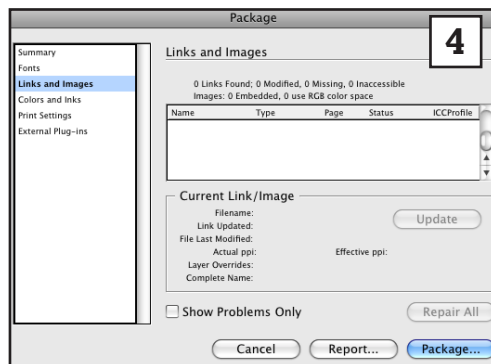 Package
4
Summary
Fonts
Links and Images
Colors and Inks
Print Settings
External Plug-ins
Links and Images
0 Links Found; 0 Modified, 0 Missing, 0 Inaccessible
Images: 0 Embedded, 0 use RGB color space
Name Type Page Status ICCProfile
Current Link/Image
Filename:
Link Updated:
File Last Modified:
Actual ppi: Effective ppi:
Layer Overrides:
Complete Name:
Update
Show Problems Only
Repair All
Cancel Report... Package...